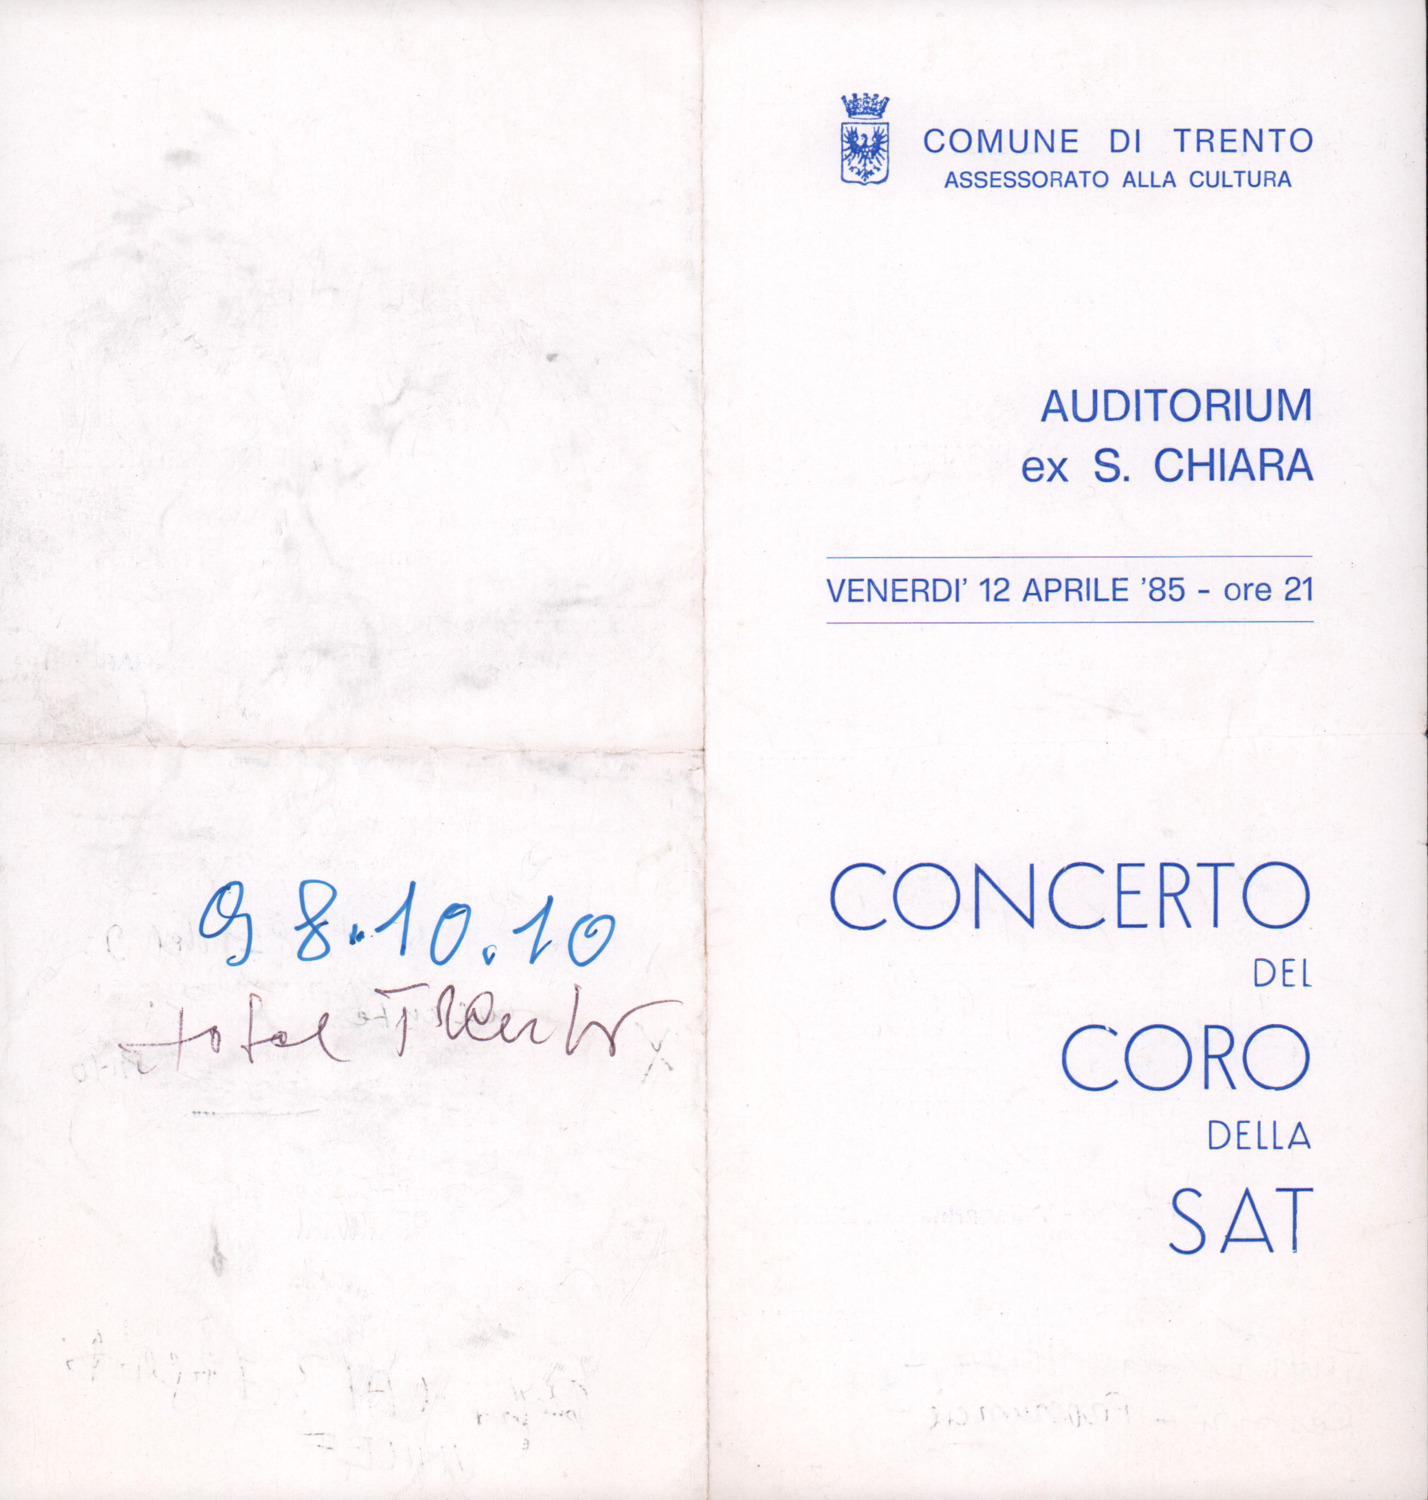 98.10.10
COMUNE DI TRENTO
ASSESSORATO ALLA CULTURA
AUDITORIUM
ex S. CHIARA
VENERDI' 12 APRILE '85 - ore 21
CONCERTO
DEL
CORO
DELLA
SAT